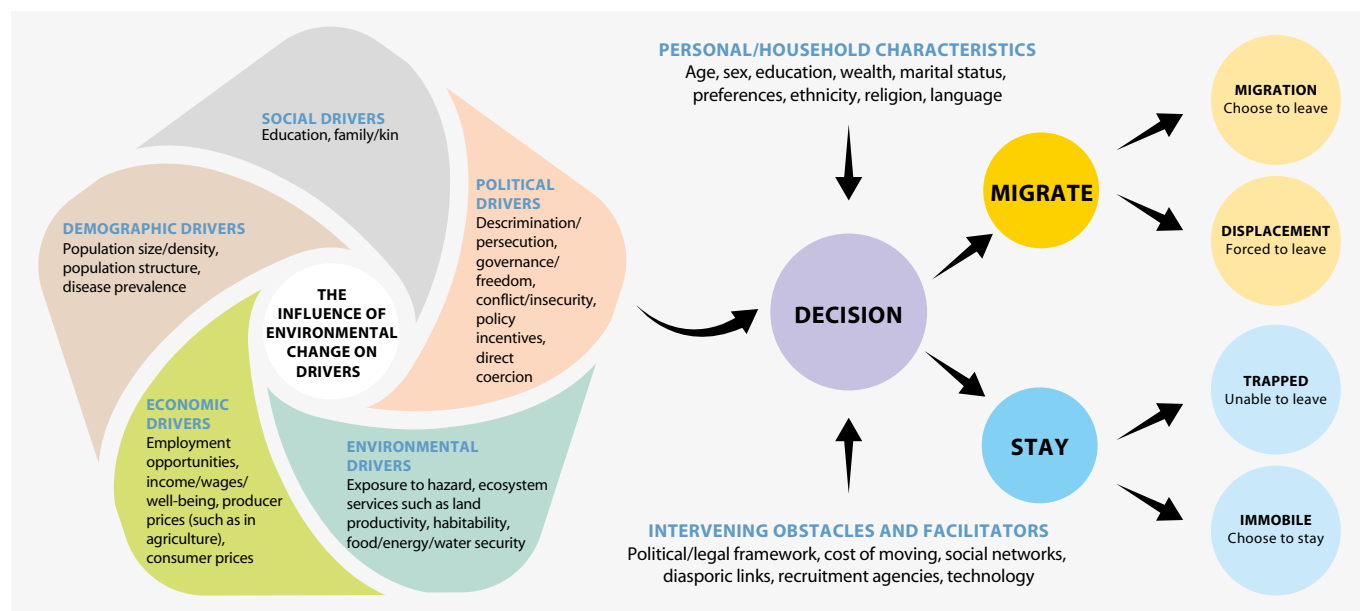 SOCIAL DRIVERS
Education, family/kin
POLITICAL
DRIVERS
Descrimination/
persecution,
governance/
freedom,
conflict/insecurity,
policy
incentives,
direct
coercion
DEMOGRAPHIC DRIVERS
Population size/density,
population structure,
disease prevalence
THE
INFLUENCE OF
ENVIRONMENTAL
CHANGE ON
DRIVERS
ECONOMIC
DRIVERS
Employment
opportunities,
income/wages/
well-being, producer
prices (such as in
agriculture),
consumer prices
ENVIRONMENTAL
DRIVERS
Exposure to hazard, ecosystem
services such as land
productivity, habitability,
food/energy/water security
PERSONAL/HOUSEHOLD CHARACTERISTICS
Age, sex, education, wealth, marital status,
preferences, ethnicity, religion, language
DECISION
INTERVENING OBSTACLES AND FACILITATORS
Political/legal framework, cost of moving, social networks,
diasporic links, recruitment agencies, technology
MIGRATE
STAY
MIGRATION
Choose to leave
DISPLACEMENT
Forced to leave
TRAPPED
Unable to leave
IMMOBILE
Choose to stay